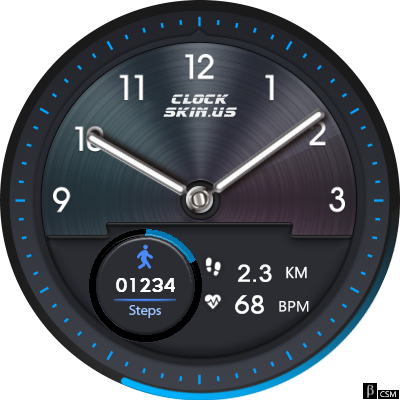 12
11
1
CLOCK
SKIN.US
10
2
9
3
01234
Steps
2.3 KM
68 BPM
β CSM